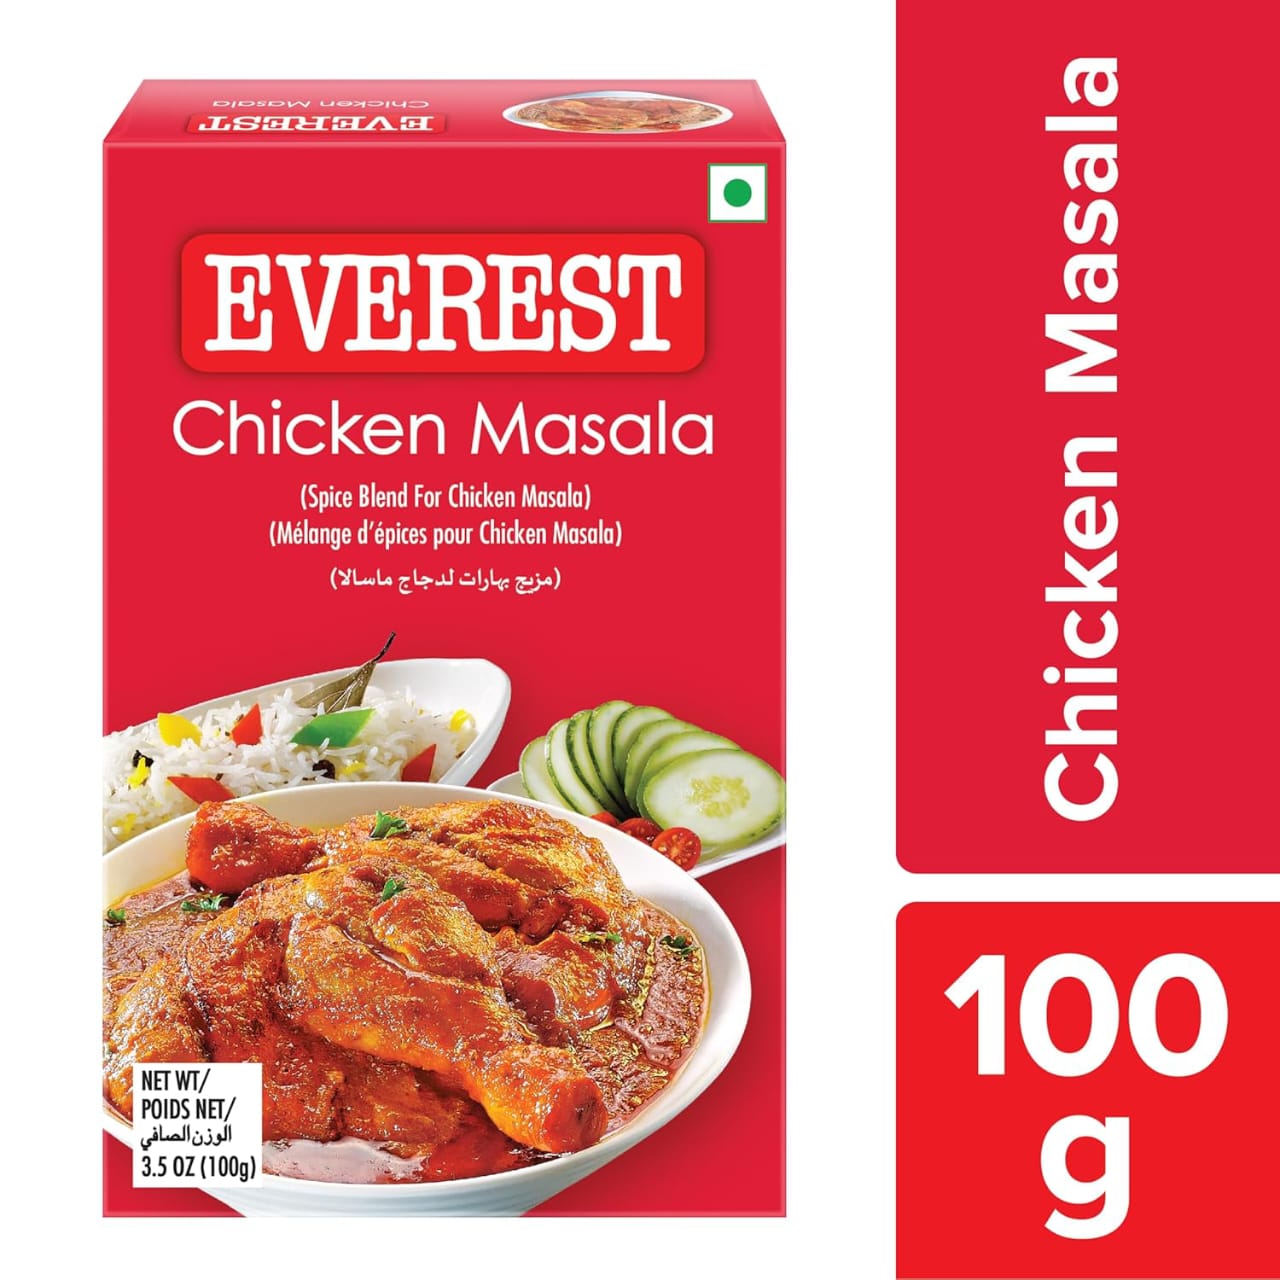 Chicken Masala
EVEREST
EVEREST
Chicken Masala
(Spice Blend For Chicken Masala)
(Mélange d'épices pour Chicken Masala)
(مزيج بهارات لدجاج ماسالا)
NET WT/
POIDS NET/
الوزن الصافي
3.5 OZ (100g)
Chicken Masala
100
g